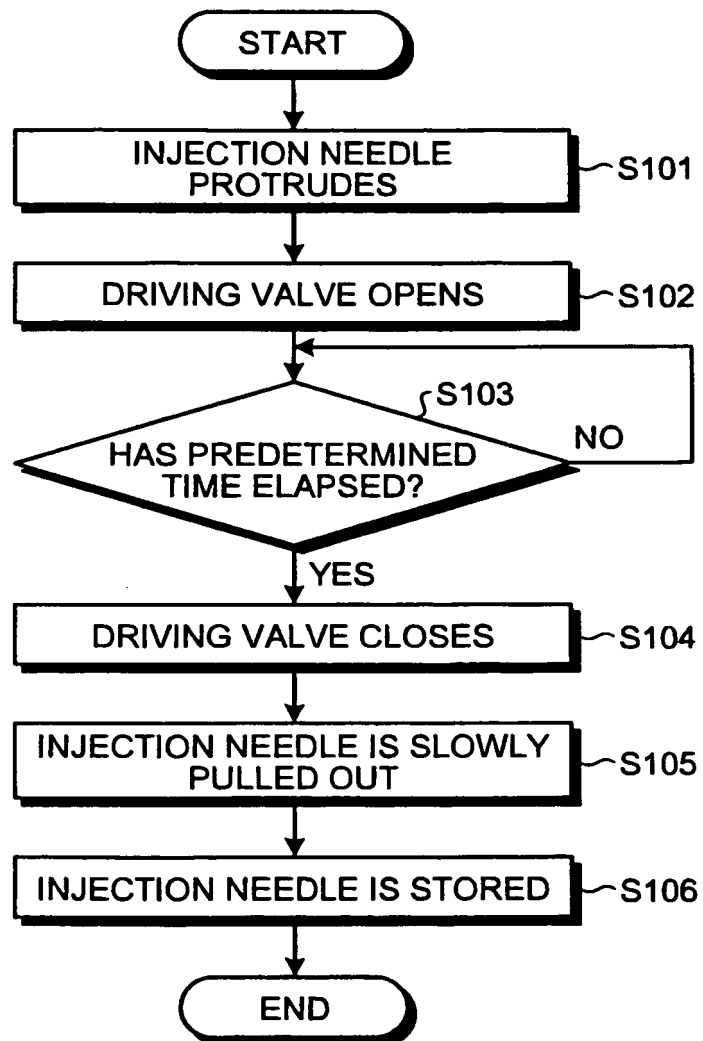 START
INJECTION NEEDLE
PROTRUDES
S101
DRIVING VALVE OPENS
S102
S103
HAS PREDETERMINED
TIME ELAPSED?
NO
YES
DRIVING VALVE CLOSES
S104
INJECTION NEEDLE IS SLOWLY
PULLED OUT
S105
INJECTION NEEDLE IS STORED
S106
END